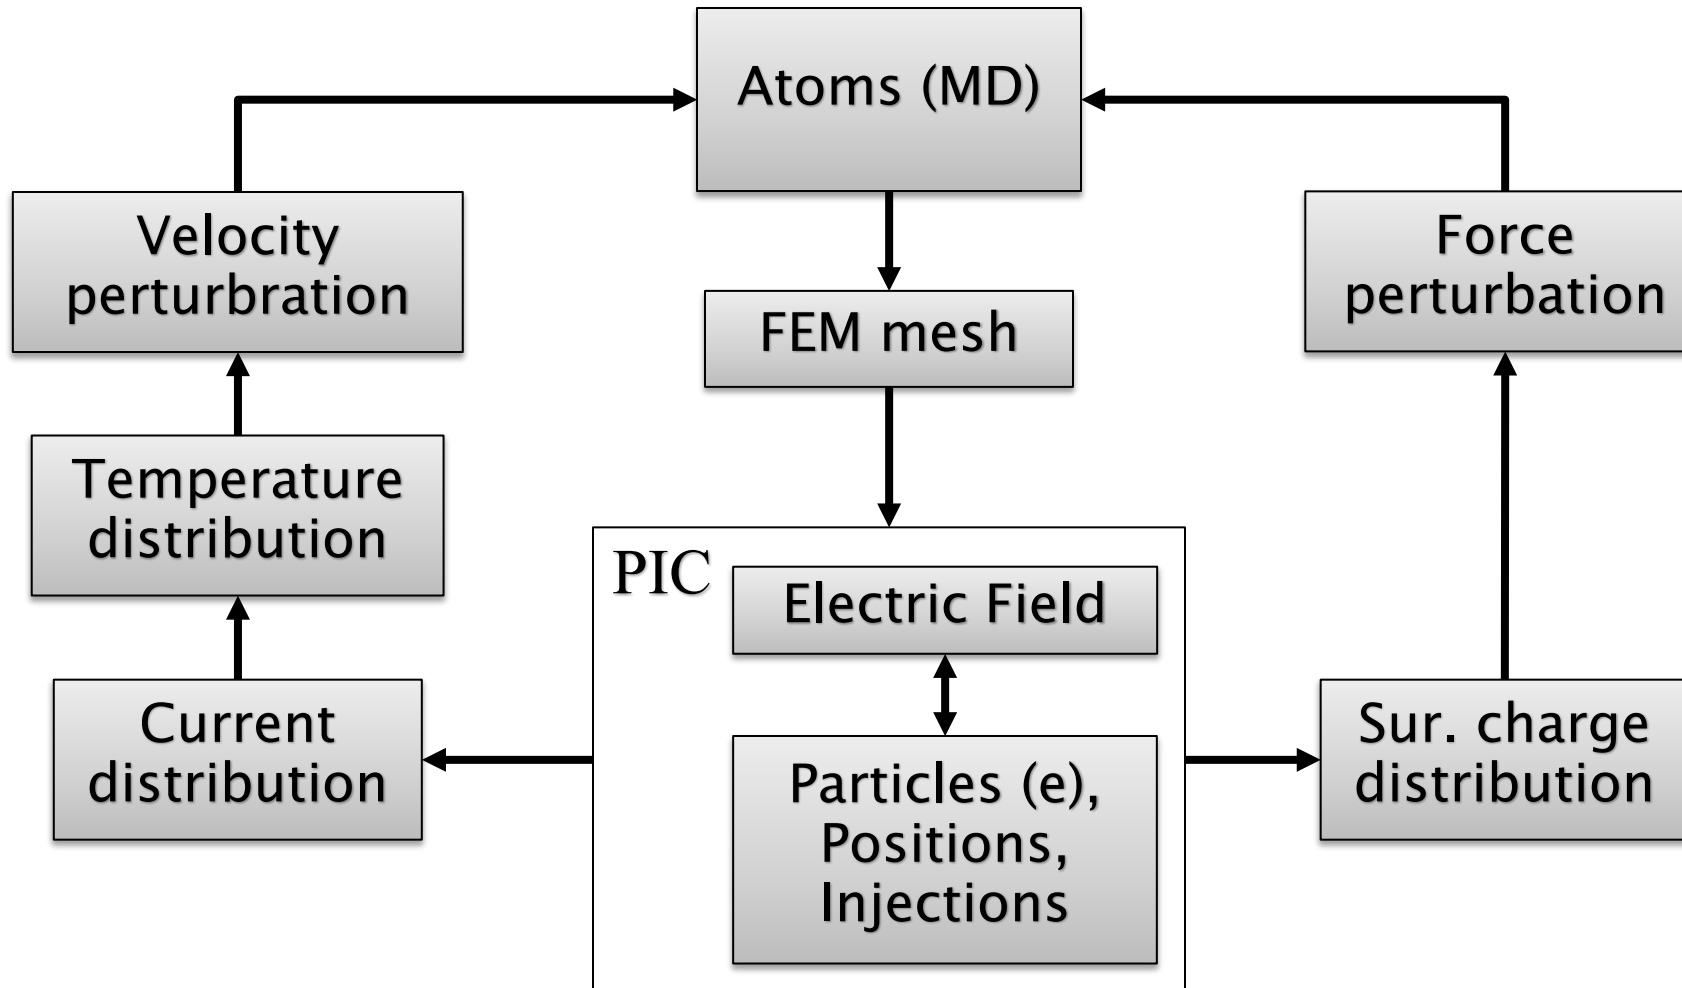 Atoms (MD)
Velocity
perturbration
Force
perturbation
FEM mesh
Temperature
distribution
PIC
Electric Field
Current
distribution
Sur. charge
distribution
Particles (e),
Positions,
Injections